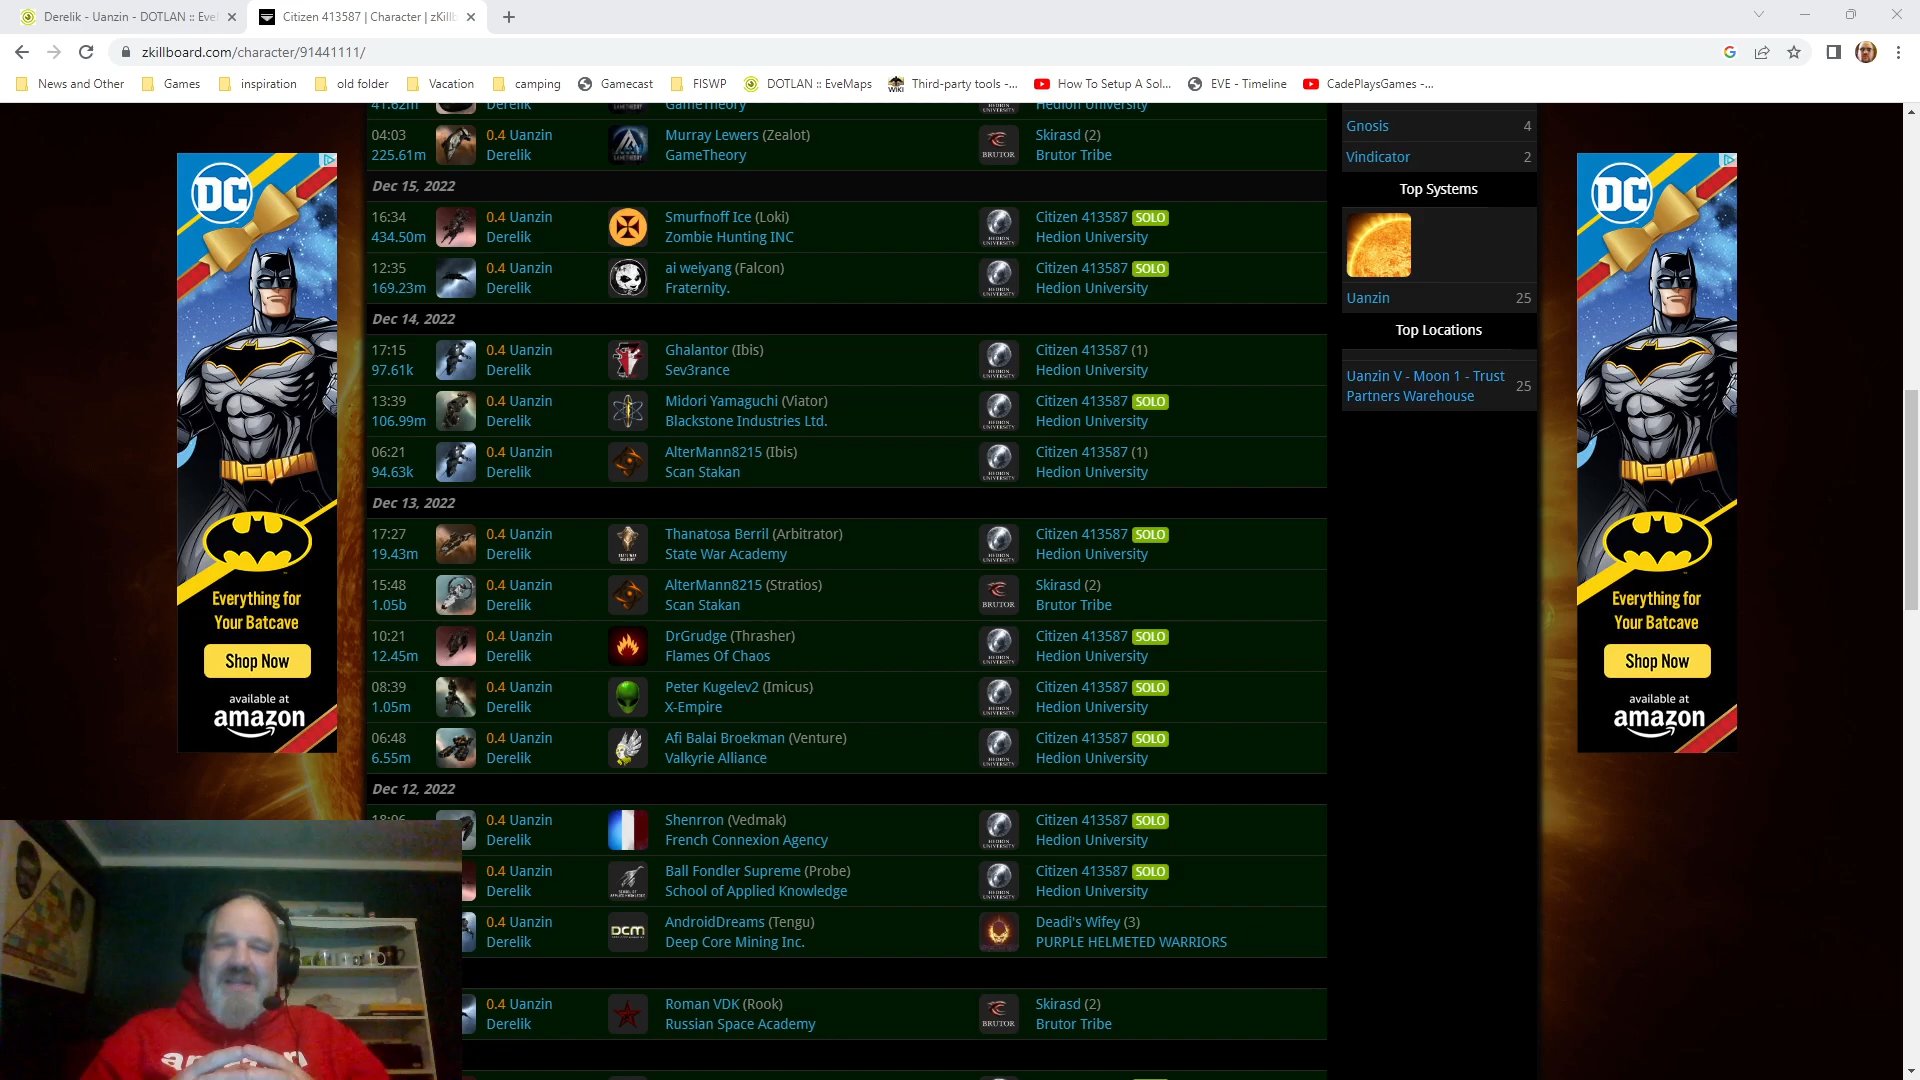 Derelik - Uanzin - DOTLAN :: Eve
Citizen 413587 | Character | zKillb
zkillboard.com/character/91441111/
News and Other
Games
inspiration
old folder
Vacation
camping
Gamecast
FISWP
DOTLAN :: EveMaps
Third-party tools -...
How To Setup A Sol...
EVE - Timeline
CadePlaysGames -...
41.62m Derelik GameTheory Hedion University
04:03 0.4 Uanzin Murray Lewers (Zealot) Skirasd (2)
225.61m Derelik GameTheory BRUTOR Brutor Tribe
Dec 15, 2022
16:34 0.4 Uanzin Smurfnoff Ice (Loki) Citizen 413587 SOLO
434.50m Derelik Zombie Hunting INC Hedion University
12:35 0.4 Uanzin ai weiyang (Falcon) Citizen 413587 SOLO
169.23m Derelik Fraternity. Hedion University
Dec 14, 2022
17:15 0.4 Uanzin Ghalantor (Ibis) Citizen 413587 (1)
97.61k Derelik Sev3rance Hedion University
13:39 0.4 Uanzin Midori Yamaguchi (Viator) Citizen 413587 SOLO
106.99m Derelik Blackstone Industries Ltd. Hedion University
06:21 0.4 Uanzin AlterMann8215 (Ibis) Citizen 413587 (1)
94.63k Derelik Scan Stakan Hedion University
Dec 13, 2022
17:27 0.4 Uanzin Thanatosa Berril (Arbitrator) Citizen 413587 SOLO
19.43m Derelik State War Academy Hedion University
15:48 0.4 Uanzin AlterMann8215 (Stratios) Skirasd (2)
1.05b Derelik Scan Stakan BRUTOR Brutor Tribe
10:21 0.4 Uanzin DrGrudge (Thrasher) Citizen 413587 SOLO
12.45m Derelik Flames Of Chaos Hedion University
08:39 0.4 Uanzin Peter Kugelev2 (Imicus) Citizen 413587 SOLO
1.05m Derelik X-Empire Hedion University
06:48 0.4 Uanzin Afi Balai Broekman (Venture) Citizen 413587 SOLO
6.55m Derelik Valkyrie Alliance Hedion University
Dec 12, 2022
18:06 0.4 Uanzin Shenrron (Vedmak) Citizen 413587 SOLO
Derelik French Connexion Agency Hedion University
0.4 Uanzin Ball Fondler Supreme (Probe) Citizen 413587 SOLO
Derelik School of Applied Knowledge Hedion University
0.4 Uanzin AndroidDreams (Tengu) Deadi's Wifey (3)
Derelik DCM Deep Core Mining Inc. PURPLE HELMETED WARRIORS
0.4 Uanzin Roman VDK (Rook) Skirasd (2)
Derelik Russian Space Academy BRUTOR Brutor Tribe
Gnosis 4
Vindicator 2
Top Systems
Uanzin 25
Top Locations
Uanzin V - Moon 1 - Trust
Partners Warehouse 25
DC
Everything for
Your Batcave
Shop Now
available at
amazon
DC
Everything for
Your Batcave
Shop Now
available at
amazon